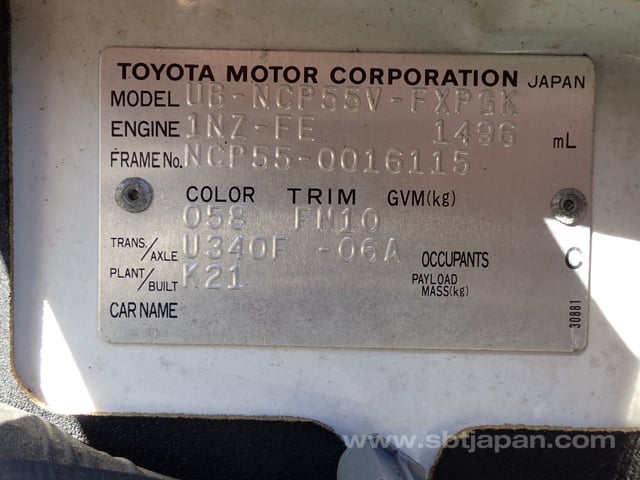 TOYOTA MOTOR CORPORATION JAPAN
MODEL UB-NCP55V-FXPGK
ENGINE 1NZ-FE 1496 mL
FRAME No. NCP55-0016115
COLOR TRIM GVM(kg)
058 FN10
TRANS./AXLE U340F -06A OCCUPANTS C
PLANT/BUILT K21 PAYLOAD MASS(kg)
CAR NAME
30881
www.sbtjapan.com